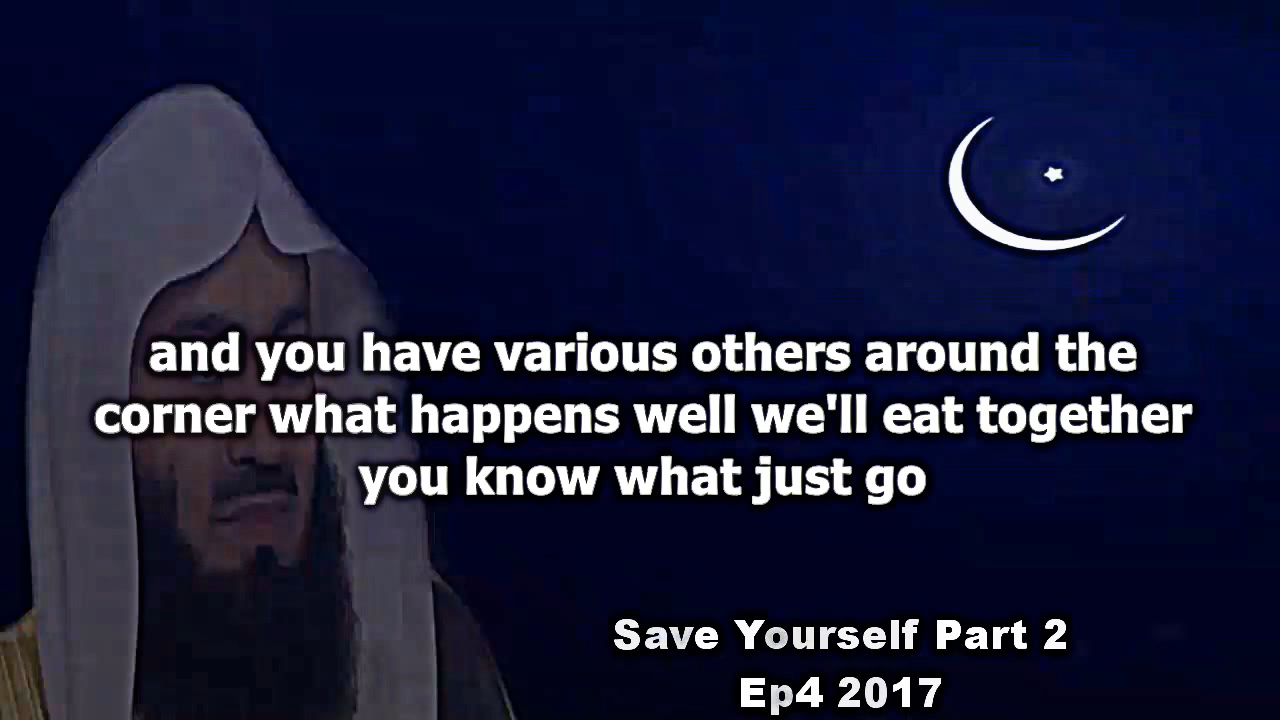 and you have various others around the
corner what happens well we'll eat together
you know what just go
Save Yourself Part 2
Ep4 2017